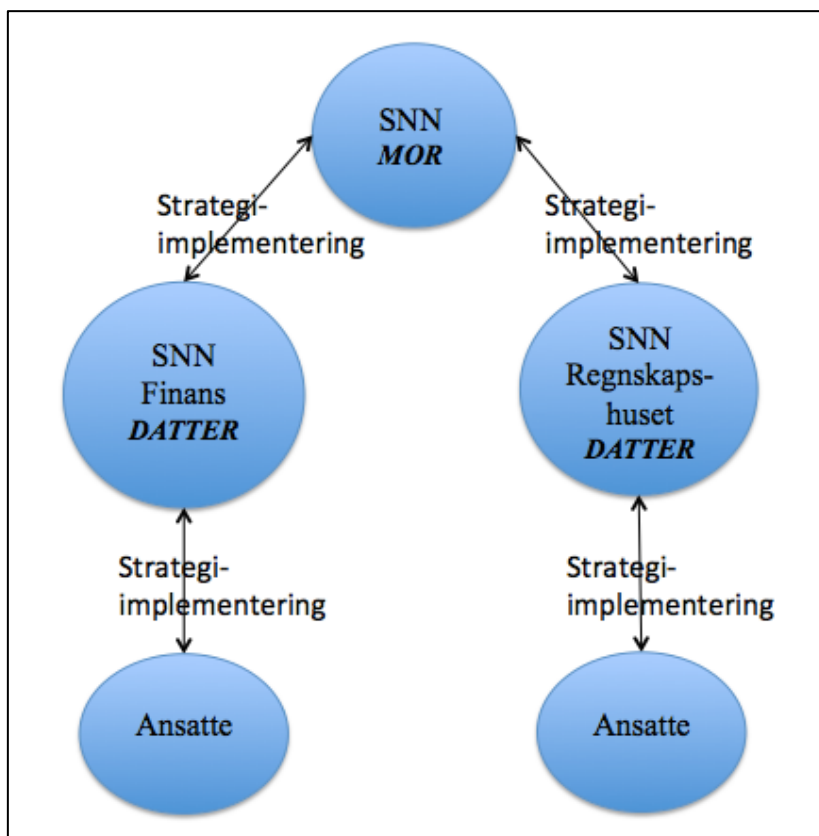 SNN
MOR
Strategi-
implementering
Strategi-
implementering
SNN
Finans
DATTER
SNN
Regnskaps-
huset
DATTER
Strategi-
implementering
Strategi-
implementering
Ansatte
Ansatte